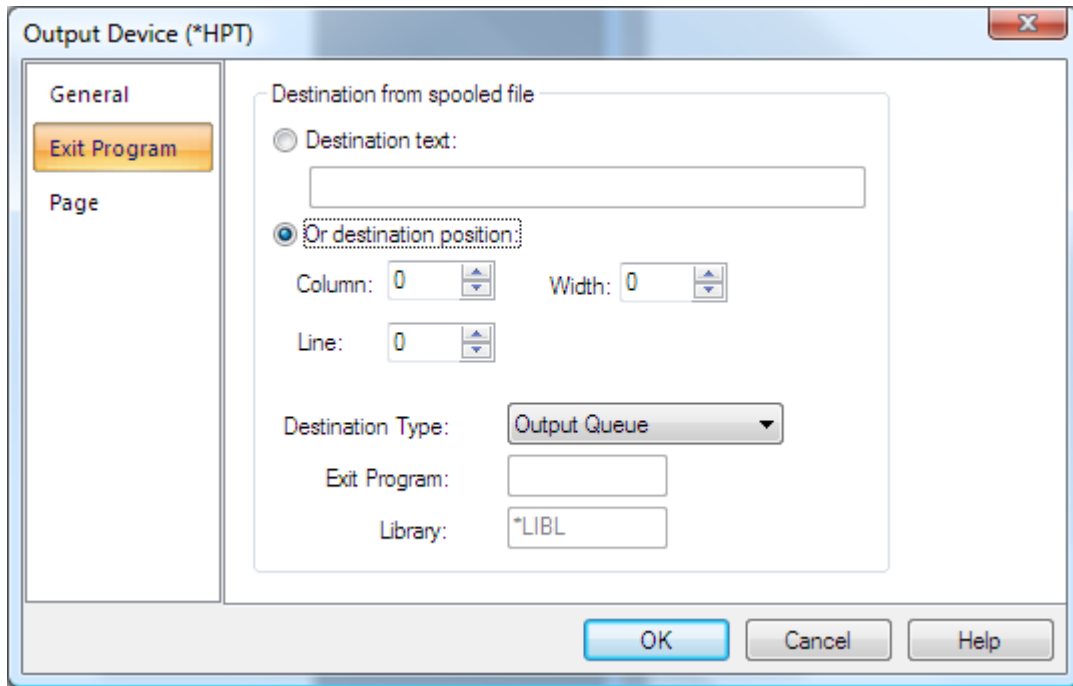 Output Device (*HPT)
General
Exit Program
Page
Destination from spooled file
Destination text:
Or destination position:
Column: 0 Width: 0
Line: 0
Destination Type: Output Queue
Exit Program:
Library: *LIBL
OK Cancel Help